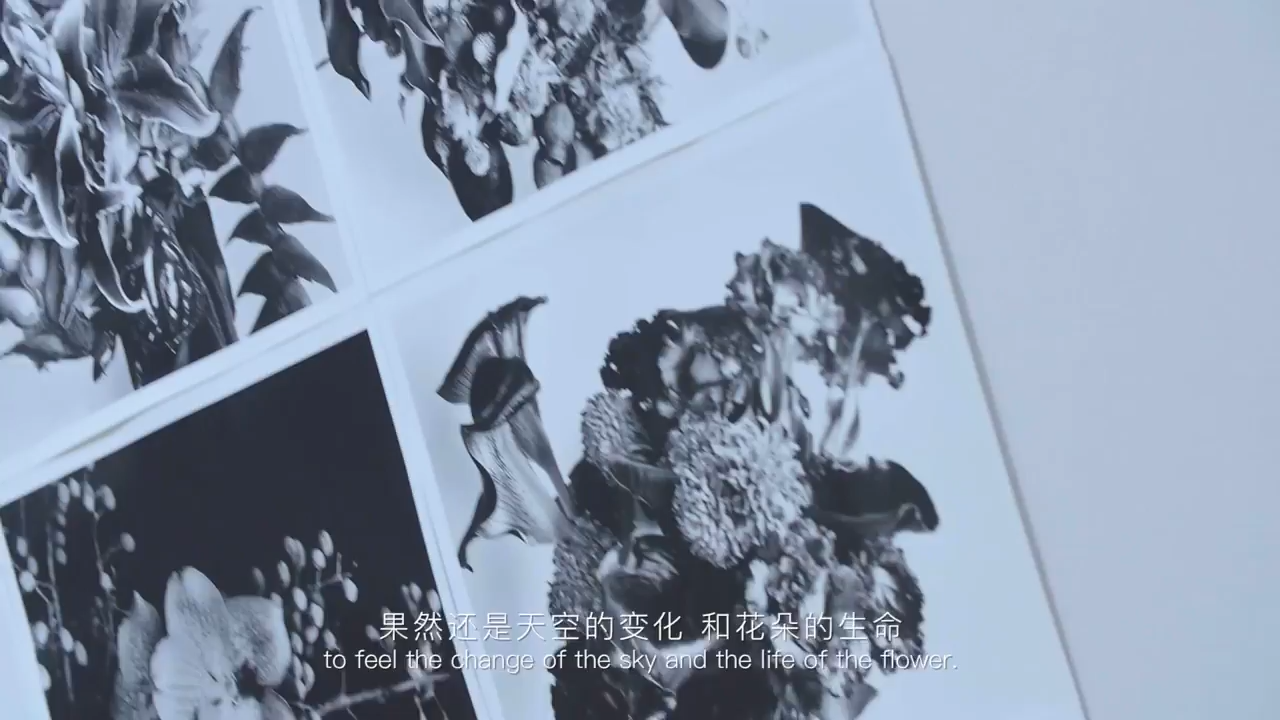 果然还是天空的变化 和花朵的生命
to feel the change of the sky and the life of the flower.